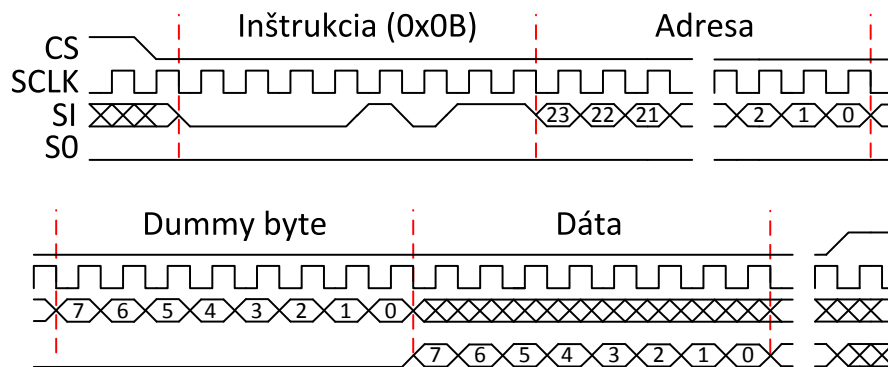 Inštrukcia (0x0B) Adresa
CS
SCLK
SI 23 22 21 2 1 0
S0
Dummy byte Dáta
7 6 5 4 3 2 1 0
7 6 5 4 3 2 1 0